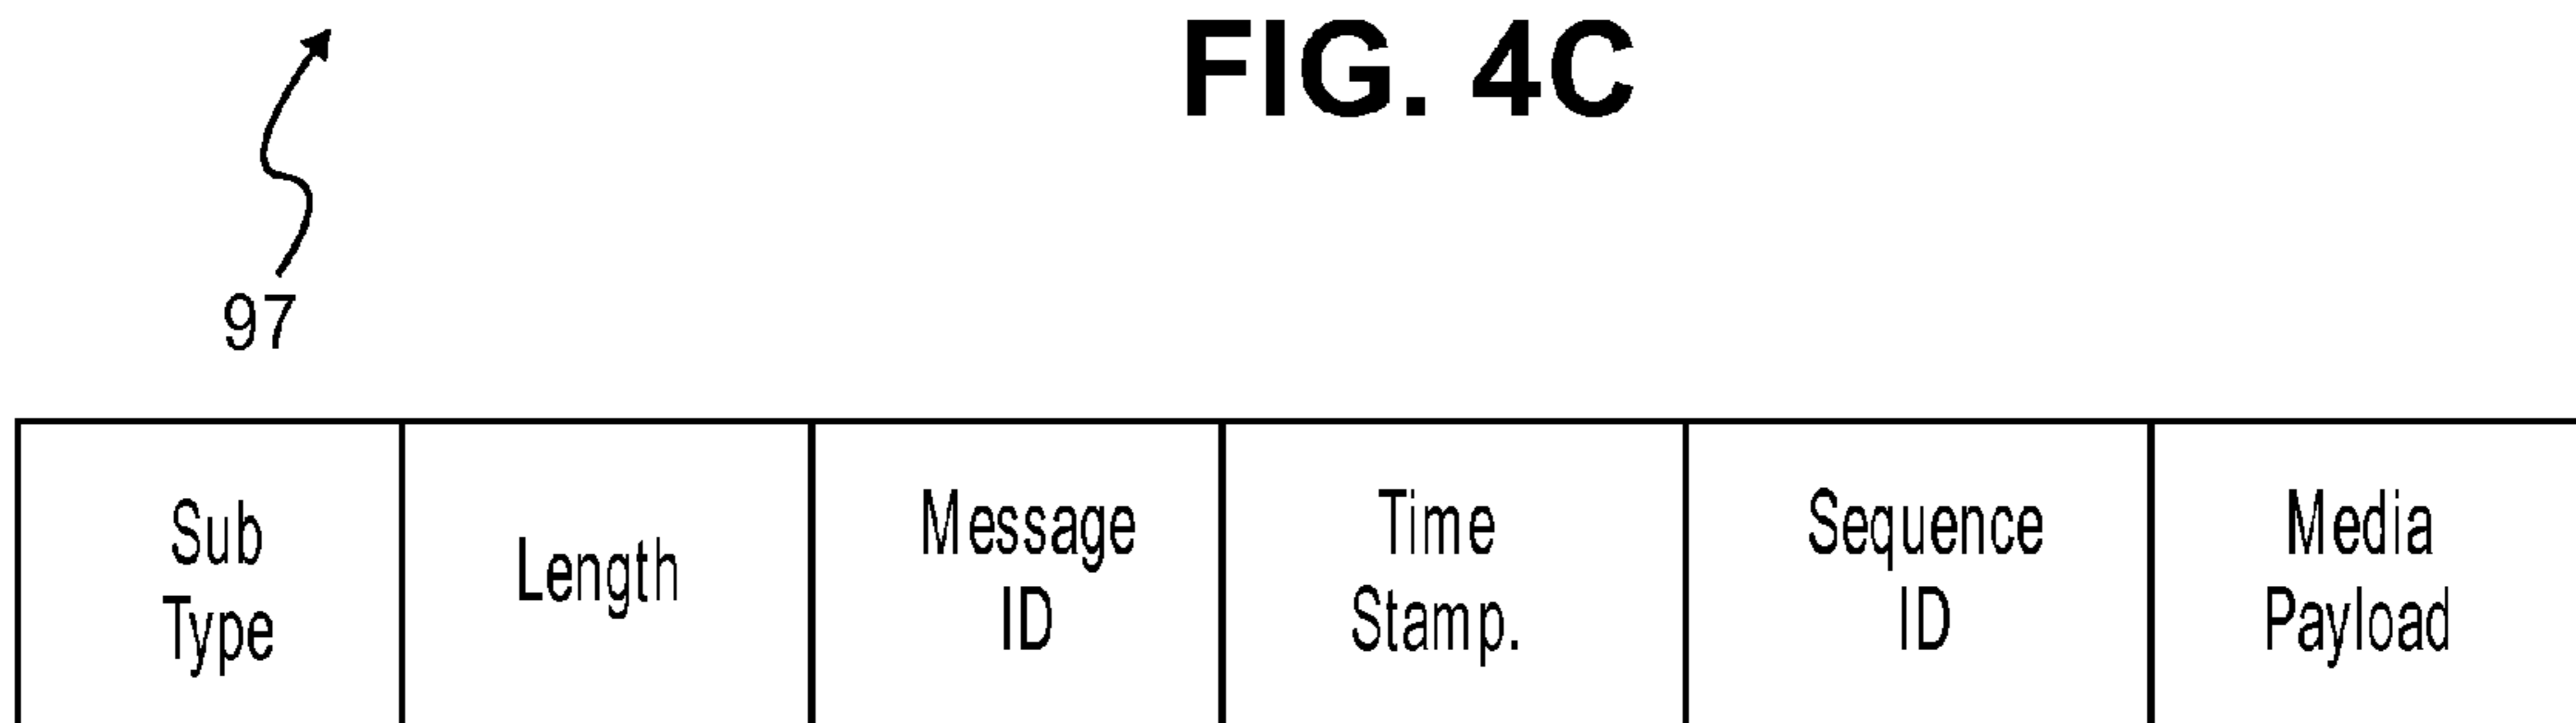 FIG. 4C
97
Sub
Type
Length
Message
ID
Time
Stamp.
Sequence
ID
Media
Payload